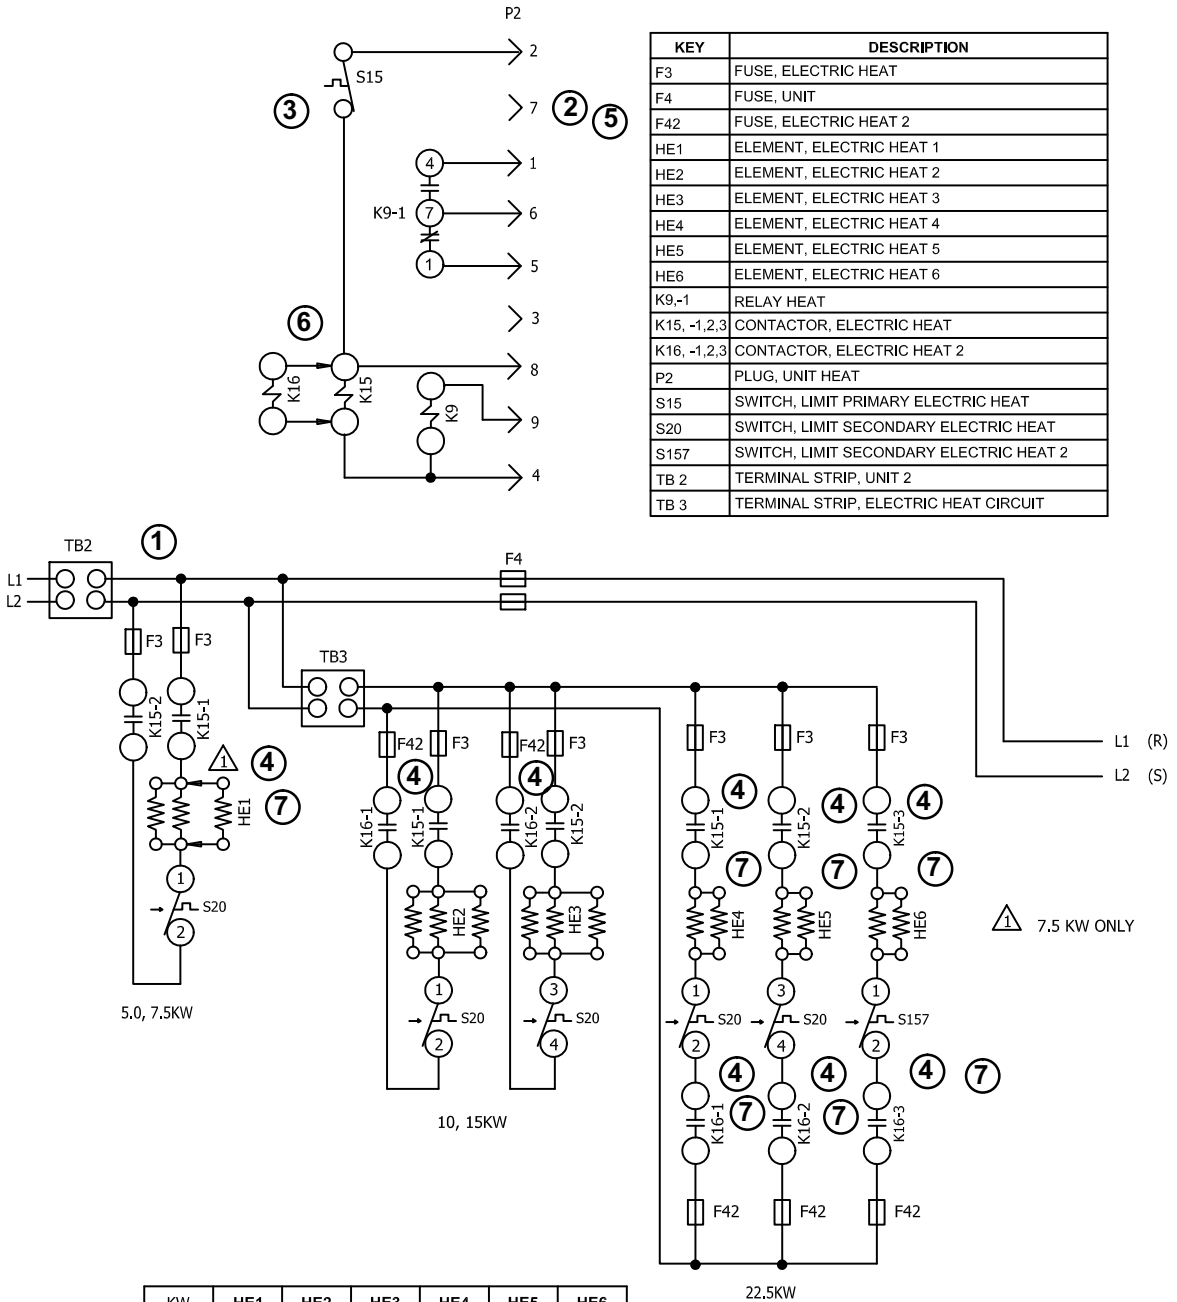 P2
2
S15
3
7
2
5
4
1
K9-1
7
6
1
5
3
6
8
K16
K15
K9
9
4
KEY DESCRIPTION
F3 FUSE, ELECTRIC HEAT
F4 FUSE, UNIT
F42 FUSE, ELECTRIC HEAT 2
HE1 ELEMENT, ELECTRIC HEAT 1
HE2 ELEMENT, ELECTRIC HEAT 2
HE3 ELEMENT, ELECTRIC HEAT 3
HE4 ELEMENT, ELECTRIC HEAT 4
HE5 ELEMENT, ELECTRIC HEAT 5
HE6 ELEMENT, ELECTRIC HEAT 6
K9,-1 RELAY HEAT
K15, -1,2,3 CONTACTOR, ELECTRIC HEAT
K16, -1,2,3 CONTACTOR, ELECTRIC HEAT 2
P2 PLUG, UNIT HEAT
S15 SWITCH, LIMIT PRIMARY ELECTRIC HEAT
S20 SWITCH, LIMIT SECONDARY ELECTRIC HEAT
S157 SWITCH, LIMIT SECONDARY ELECTRIC HEAT 2
TB 2 TERMINAL STRIP, UNIT 2
TB 3 TERMINAL STRIP, ELECTRIC HEAT CIRCUIT
TB2
1
F4
L1
L2
F3 F3
TB3
K15-2
K15-1
1
4
HE1
7
1
S20
2
5.0, 7.5KW
F42 F3 F42 F3
4
4
K16-1
K15-1
K16-2
K15-2
HE2
HE3
1
3
S20
S20
2
4
10, 15KW
F3 F3 F3
L1 (R)
L2 (S)
4
4
4
K15-1
K15-2
K15-3
7
7
7
HE4
HE5
HE6
1 7.5 KW ONLY
1
3
1
S20
S20
S157
2
4
2
4
4
4
7
7
7
K16-1
K16-2
K16-3
F42 F42 F42
22.5KW
KW HE1 HE2 HE3 HE4 HE5 HE6